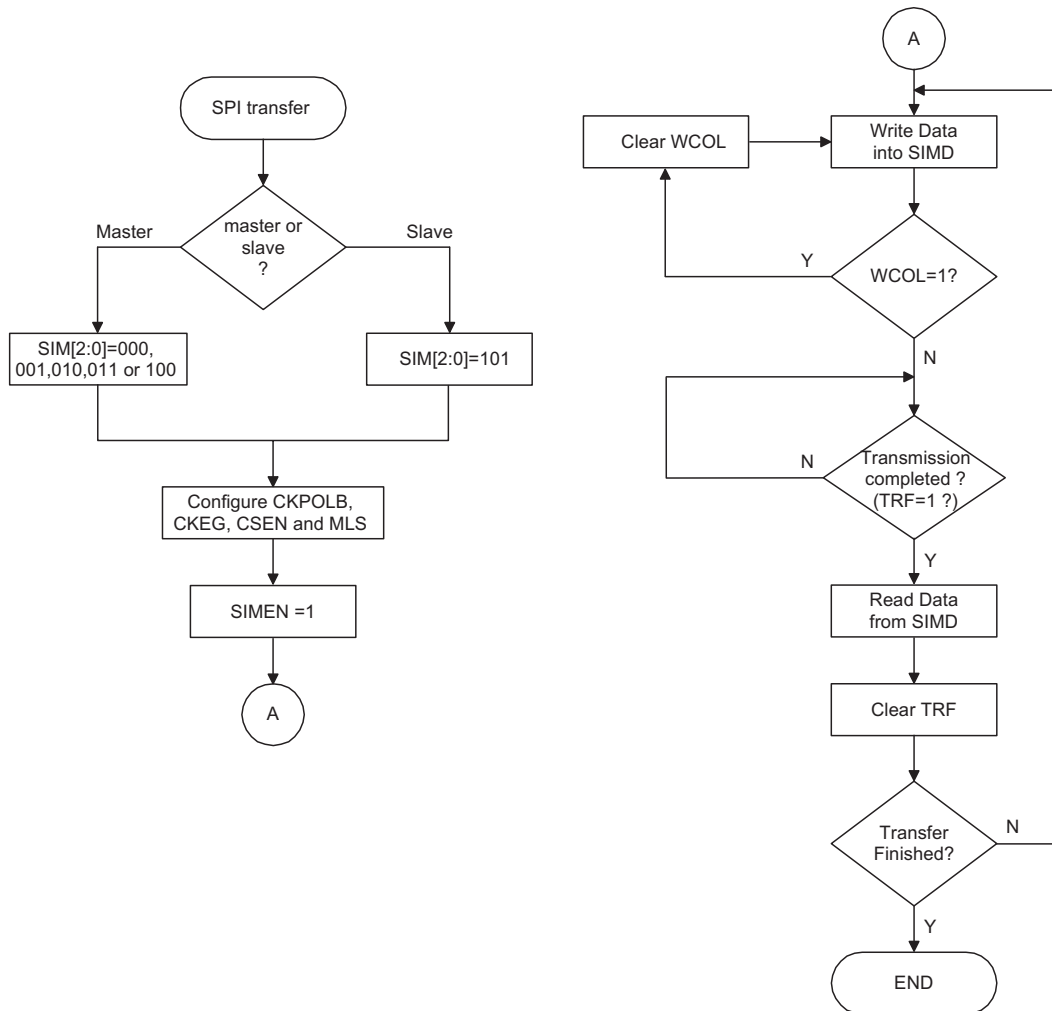 SPI transfer
master or
slave
?
Master
Slave
SIM[2:0]=000,
001,010,011 or 100
SIM[2:0]=101
Configure CKPOLB,
CKEG, CSEN and MLS
SIMEN =1
A
A
Clear WCOL
Write Data
into SIMD
Y
WCOL=1?
N
N
Transmission
completed ?
(TRF=1 ?)
Y
Read Data
from SIMD
Clear TRF
Transfer
Finished?
N
Y
END